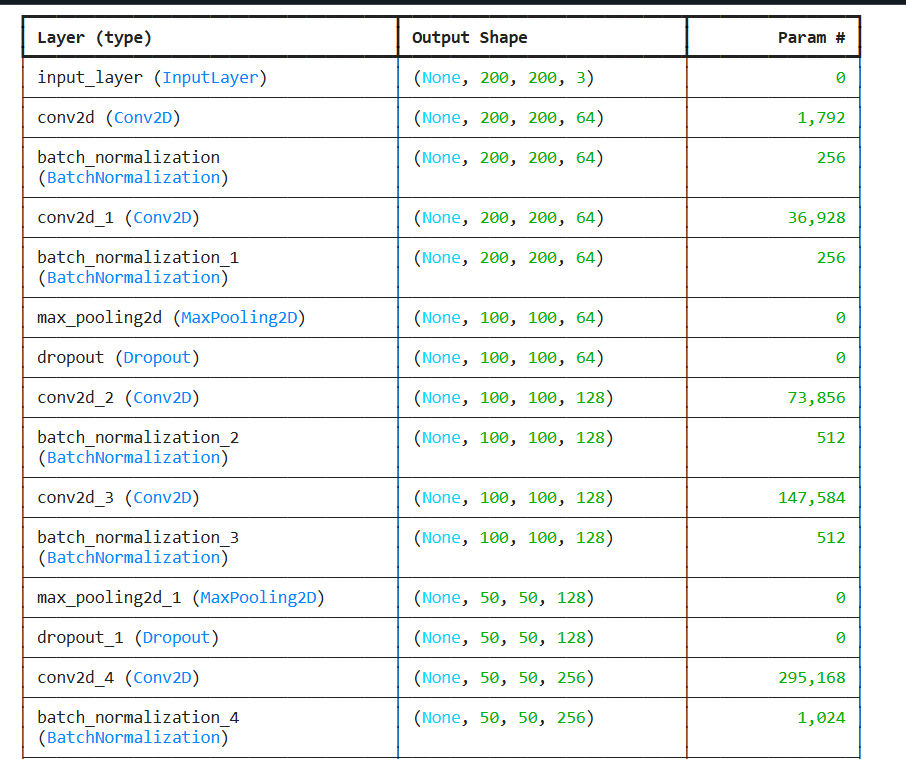 Layer (type) Output Shape Param #
input_layer (InputLayer) (None, 200, 200, 3) 0
conv2d (Conv2D) (None, 200, 200, 64) 1,792
batch_normalization (None, 200, 200, 64) 256
(BatchNormalization)
conv2d_1 (Conv2D) (None, 200, 200, 64) 36,928
batch_normalization_1 (None, 200, 200, 64) 256
(BatchNormalization)
max_pooling2d (MaxPooling2D) (None, 100, 100, 64) 0
dropout (Dropout) (None, 100, 100, 64) 0
conv2d_2 (Conv2D) (None, 100, 100, 128) 73,856
batch_normalization_2 (None, 100, 100, 128) 512
(BatchNormalization)
conv2d_3 (Conv2D) (None, 100, 100, 128) 147,584
batch_normalization_3 (None, 100, 100, 128) 512
(BatchNormalization)
max_pooling2d_1 (MaxPooling2D) (None, 50, 50, 128) 0
dropout_1 (Dropout) (None, 50, 50, 128) 0
conv2d_4 (Conv2D) (None, 50, 50, 256) 295,168
batch_normalization_4 (None, 50, 50, 256) 1,024
(BatchNormalization)